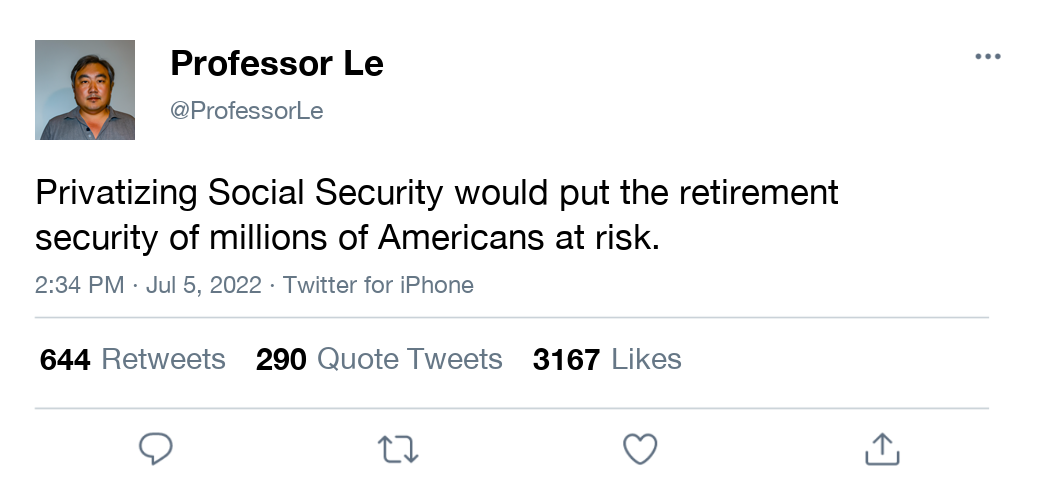 Professor Le
@ProfessorLe
Privatizing Social Security would put the retirement
security of millions of Americans at risk.
2:34 PM · Jul 5, 2022 · Twitter for iPhone
644 Retweets 290 Quote Tweets 3167 Likes